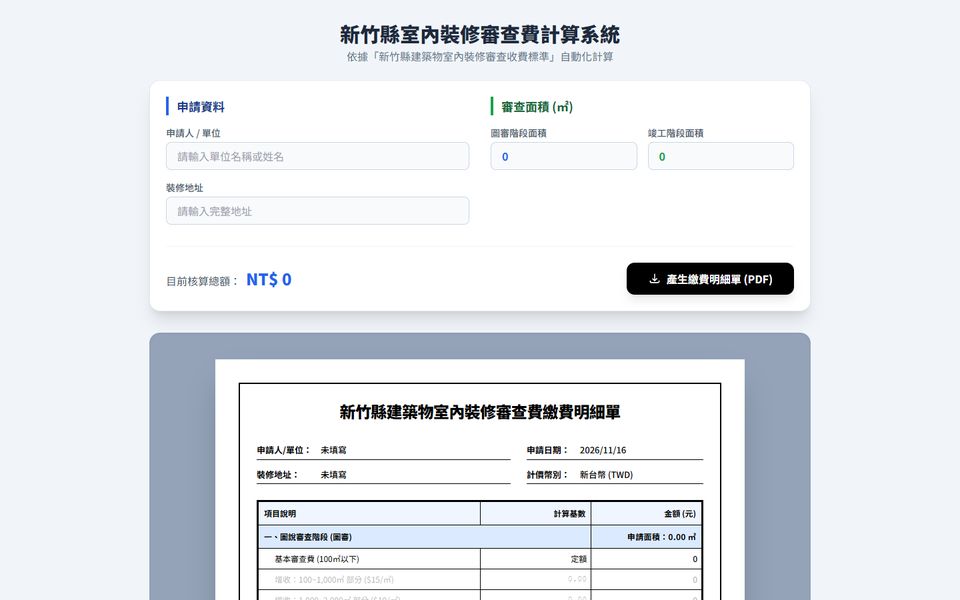 新竹縣室內裝修審查費計算系統
依據「新竹縣建築物室內裝修審查收費標準」自動化計算
申請資料
審查面積 (㎡)
申請人 / 單位
圖審階段面積
竣工階段面積
請輸入單位名稱或姓名
0
0
裝修地址
請輸入完整地址
目前核算總額： NT$ 0
產生繳費明細單 (PDF)
新竹縣建築物室內裝修審查費繳費明細單
申請人/單位： 未填寫
申請日期： 2026/11/16
裝修地址： 未填寫
計價幣別： 新台幣 (TWD)
項目說明 計算基數 金額 (元)
一、圖說審查階段 (圖審) 申請面積：0.00 ㎡
基本審查費 (100㎡以下) 定額 0
增收：100~1,000㎡ 部分 ($15/㎡) 0.00 0